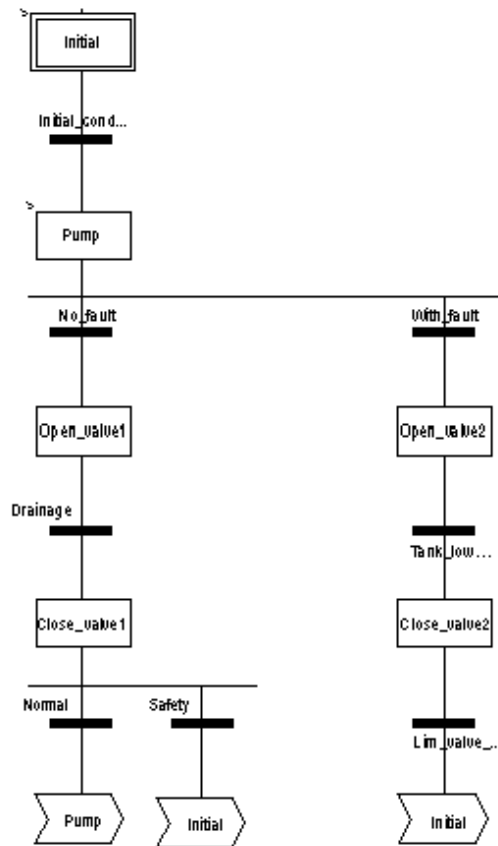 Initial
Initial_cond...
Pump
No_fault
With_fault
Open_valve1
Open_valve2
Drainage
Tank_low...
Close_valve1
Close_valve2
Normal
Safety
Lim_valve_...
Pump
Initial
Initial